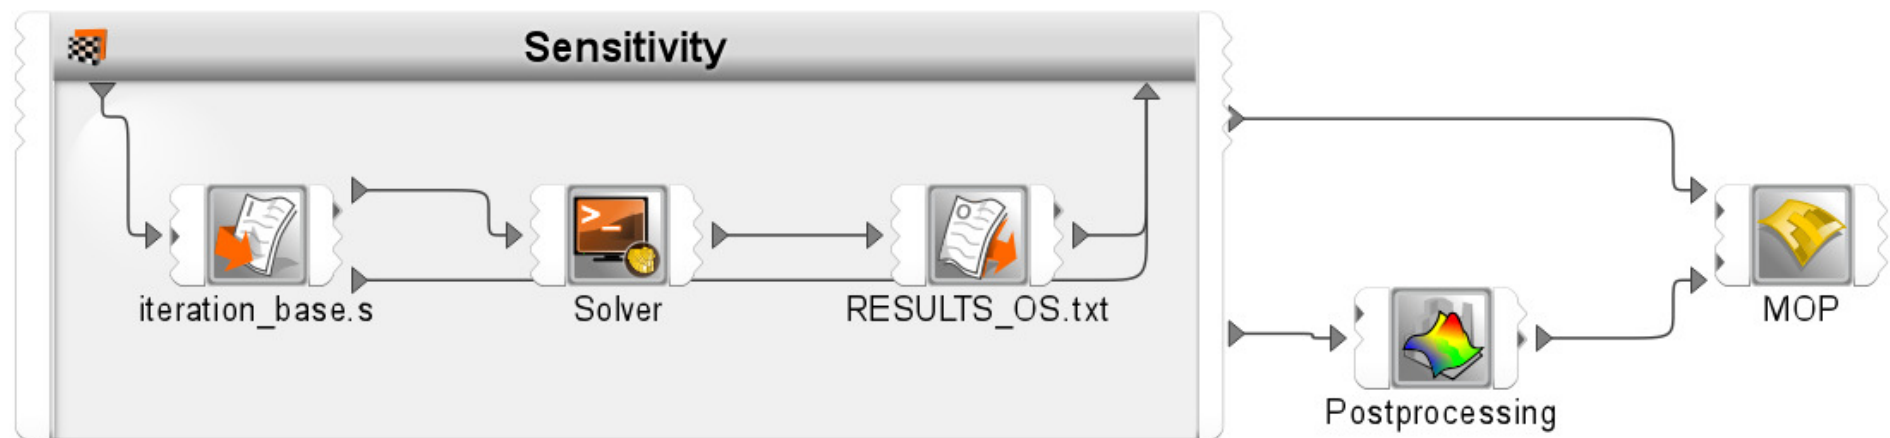 Sensitivity
iteration_base.s
Solver
RESULTS_OS.txt
MOP
Postprocessing